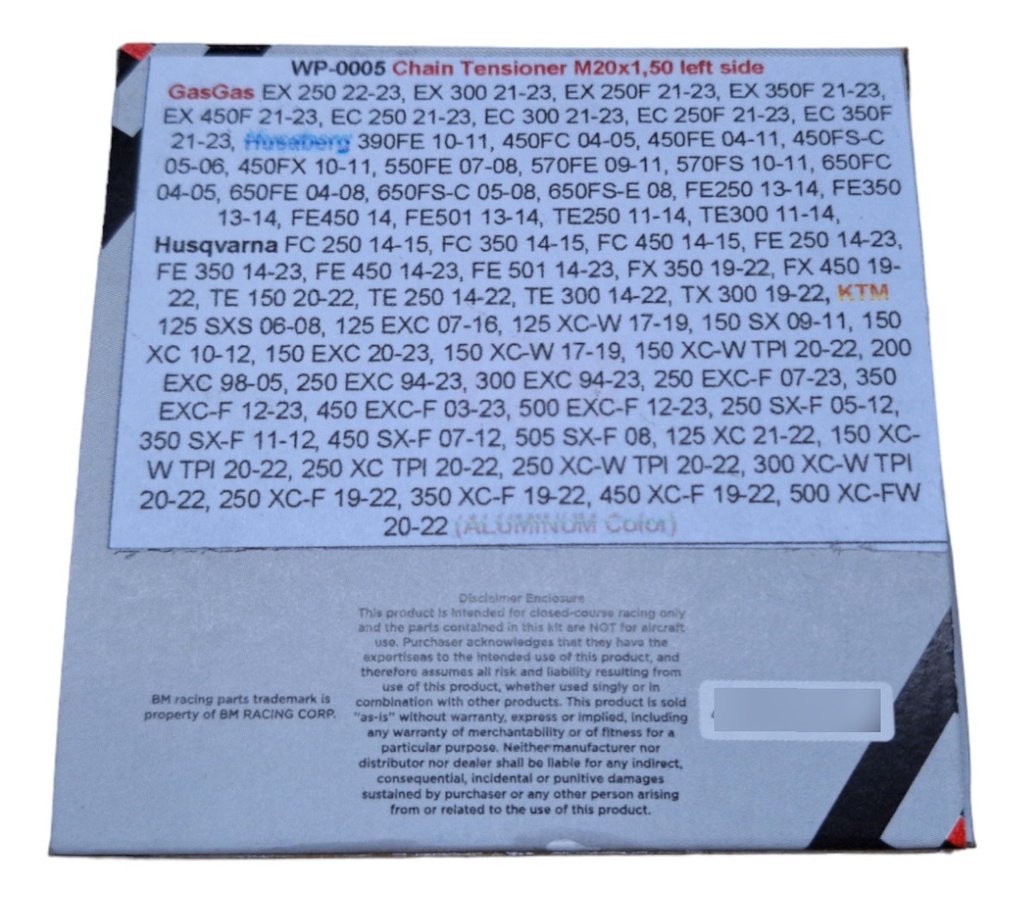 WP-0005 Chain Tensioner M20x1,50 left side
GasGas EX 250 22-23, EX 300 21-23, EX 250F 21-23, EX 350F 21-23,
EX 450F 21-23, EC 250 21-23, EC 300 21-23, EC 250F 21-23, EC 350F
21-23, Husaberg 390FE 10-11, 450FC 04-05, 450FE 04-11, 450FS-C
05-06, 450FX 10-11, 550FE 07-08, 570FE 09-11, 570FS 10-11, 650FC
04-05, 650FE 04-08, 650FS-C 05-08, 650FS-E 08, FE250 13-14, FE350
13-14, FE450 14, FE501 13-14, TE250 11-14, TE300 11-14,
Husqvarna FC 250 14-15, FC 350 14-15, FC 450 14-15, FE 250 14-23,
FE 350 14-23, FE 450 14-23, FE 501 14-23, FX 350 19-22, FX 450 19-
22, TE 150 20-22, TE 250 14-22, TE 300 14-22, TX 300 19-22, KTM
125 SXS 06-08, 125 EXC 07-16, 125 XC-W 17-19, 150 SX 09-11, 150
XC 10-12, 150 EXC 20-23, 150 XC-W 17-19, 150 XC-W TPI 20-22, 200
EXC 98-05, 250 EXC 94-23, 300 EXC 94-23, 250 EXC-F 07-23, 350
EXC-F 12-23, 450 EXC-F 03-23, 500 EXC-F 12-23, 250 SX-F 05-12,
350 SX-F 11-12, 450 SX-F 07-12, 505 SX-F 08, 125 XC 21-22, 150 XC-
W TPI 20-22, 250 XC TPI 20-22, 250 XC-W TPI 20-22, 300 XC-W TPI
20-22, 250 XC-F 19-22, 350 XC-F 19-22, 450 XC-F 19-22, 500 XC-FW
20-22 (ALUMINUM Color)
Disclaimer Enclosure
This product is intended for closed-course racing only
and the parts contained in this kit are NOT for aircraft
use. Purchaser acknowledges that they have the
expertiseas to the intended use of this product, and
therefore assumes all risk and liability resulting from
use of this product, whether used singly or in
combination with other products. This product is sold
"as-is" without warranty, express or implied, including
any warranty of merchantability or of fitness for a
particular purpose. Neither manufacturer nor
distributor nor dealer shall be liable for any indirect,
consequential, incidental or punitive damages
sustained by purchaser or any other person arising
from or related to the use of this product.
BM racing parts trademark is
property of BM RACING CORP.